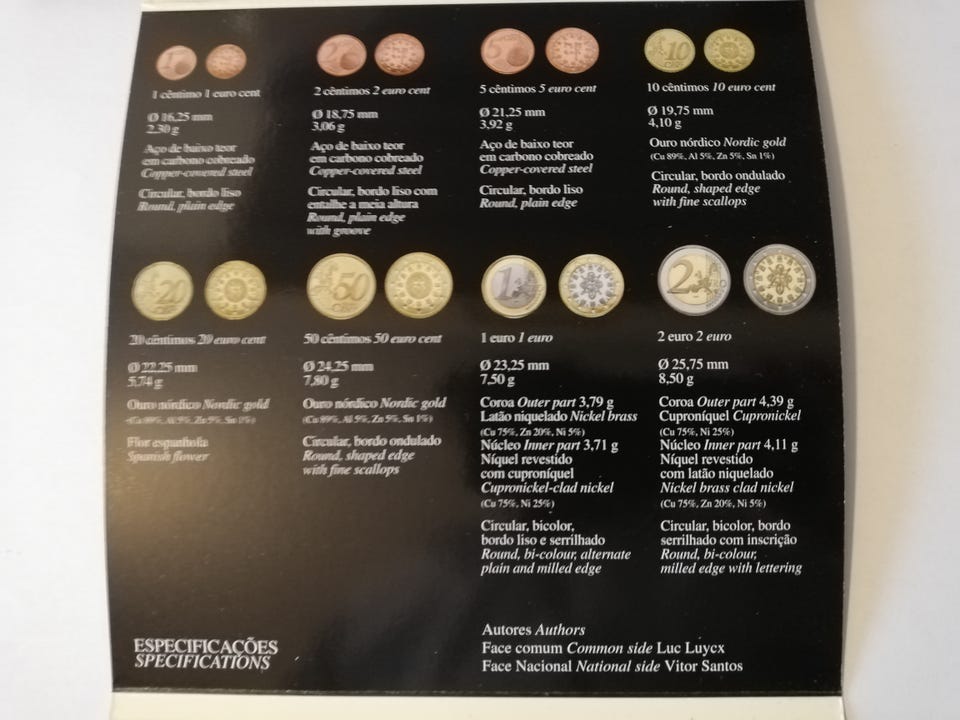 1 cêntimo 1 euro cent
Ø 16,25 mm
2,30 g
Aço de baixo teor
em carbono cobreado
Copper-covered steel
Circular, bordo liso
Round, plain edge
2 cêntimos 2 euro cent
Ø 18,75 mm
3,06 g
Aço de baixo teor
em carbono cobreado
Copper-covered steel
Circular, bordo liso com
entalhe a meia altura
Round, plain edge
with groove
5 cêntimos 5 euro cent
Ø 21,25 mm
3,92 g
Aço de baixo teor
em carbono cobreado
Copper-covered steel
Circular, bordo liso
Round, plain edge
10 cêntimos 10 euro cent
Ø 19,75 mm
4,10 g
Ouro nórdico Nordic gold
(Cu 89%, Al 5%, Zn 5%, Sn 1%)
Circular, bordo ondulado
Round, shaped edge
with fine scallops
20 cêntimos 20 euro cent
Ø 22,25 mm
5,74 g
Ouro nórdico Nordic gold
(Cu 89%, Al 5%, Zn 5%, Sn 1%)
Flor espanhola
Spanish flower
50 cêntimos 50 euro cent
Ø 24,25 mm
7,80 g
Ouro nórdico Nordic gold
(Cu 89%, Al 5%, Zn 5%, Sn 1%)
Circular, bordo ondulado
Round, shaped edge
with fine scallops
1 euro 1 euro
Ø 23,25 mm
7,50 g
Coroa Outer part 3,79 g
Latão niquelado Nickel brass
(Cu 75%, Zn 20%, Ni 5%)
Núcleo Inner part 3,71 g
Níquel revestido
com cuproníquel
Cupronickel-clad nickel
(Cu 75%, Ni 25%)
Circular, bicolor,
bordo liso e serrilhado
Round, bi-colour, alternate
plain and milled edge
2 euro 2 euro
Ø 25,75 mm
8,50 g
Coroa Outer part 4,39 g
Cuproníquel Cupronickel
(Cu 75%, Ni 25%)
Núcleo Inner part 4,11 g
Níquel revestido
com latão niquelado
Nickel brass clad nickel
(Cu 75%, Zn 20%, Ni 5%)
Circular, bicolor, bordo
serrilhado com inscrição
Round, bi-colour,
milled edge with lettering
ESPECIFICAÇÕES
SPECIFICATIONS
Autores Authors
Face comum Common side Luc Luycx
Face Nacional National side Vitor Santos